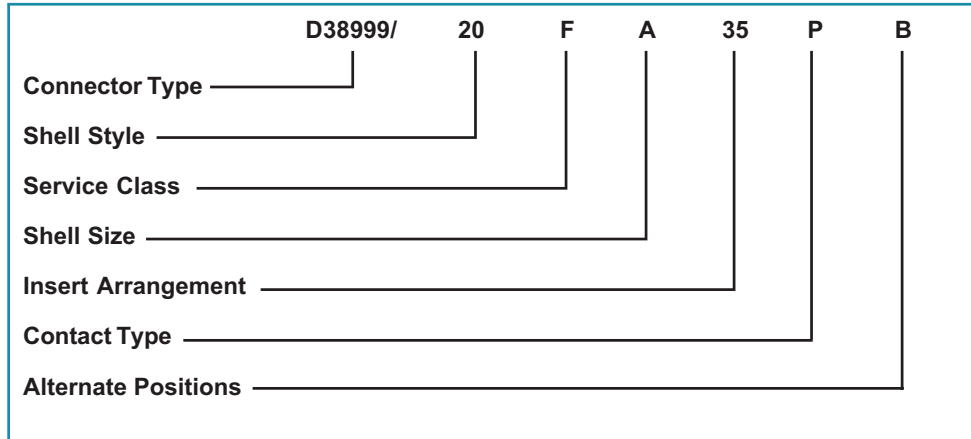 D38999/ 20 F A 35 P B
Connector Type
Shell Style
Service Class
Shell Size
Insert Arrangement
Contact Type
Alternate Positions